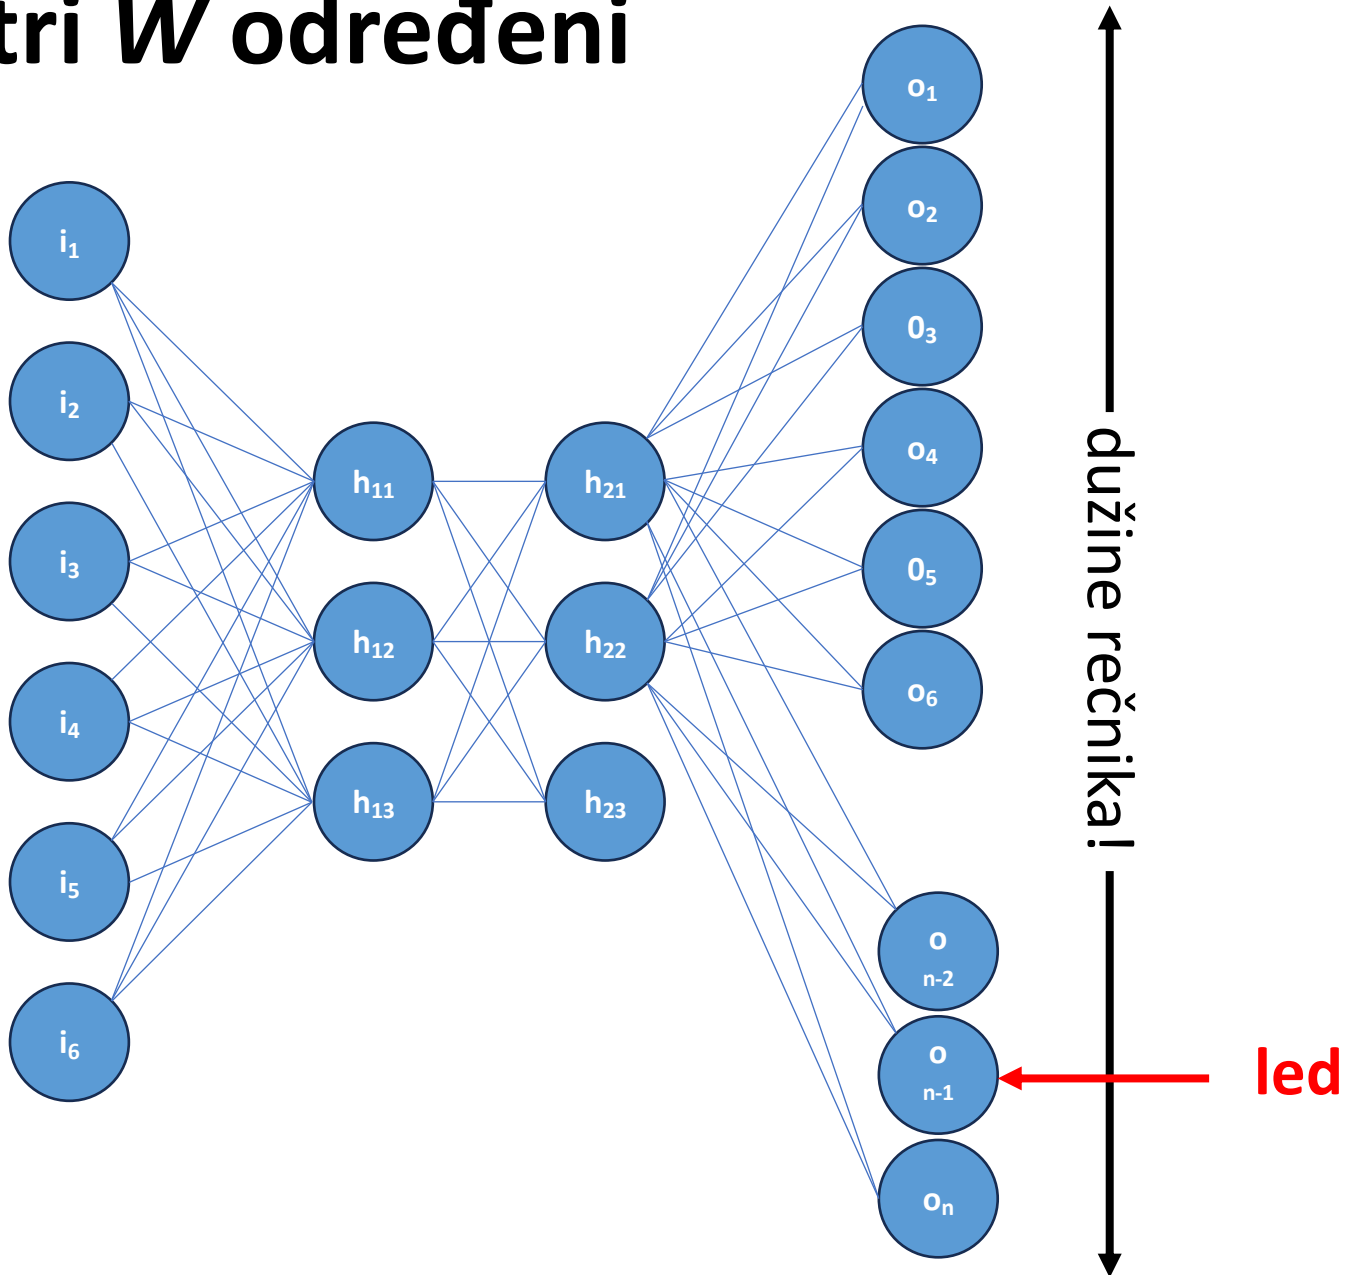 tri W određeni
i1
i2
i3
i4
i5
i6
h11
h12
h13
h21
h22
h23
o1
o2
03
o4
05
o6
o
n-2
o
n-1
on
dužine rečnika!
led